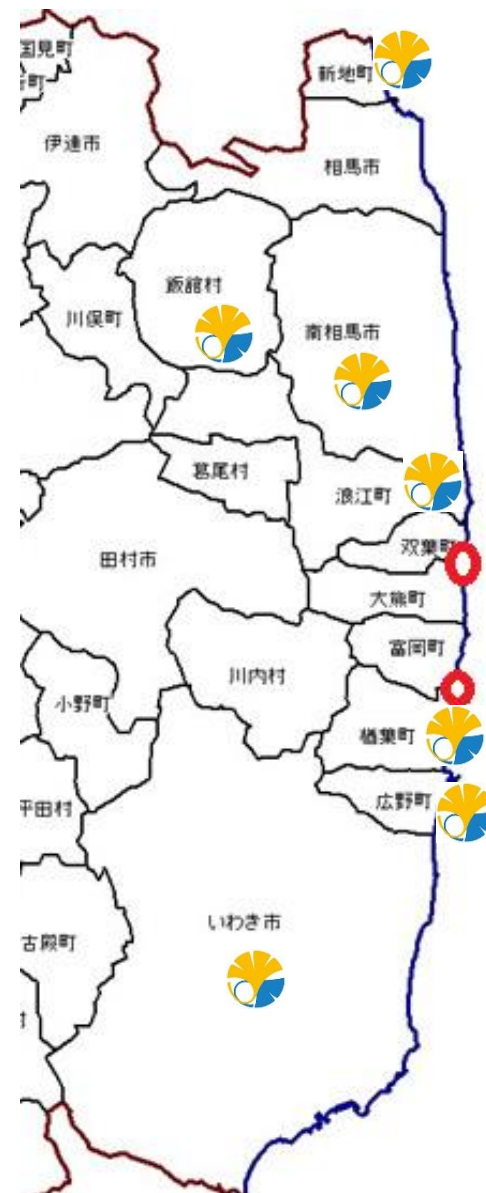 国見町
新地町
伊達市
相馬市
飯舘村
川俣町
南相馬市
葛尾村
浪江町
双葉町
田村市
大熊町
富岡町
川内村
小野町
楢葉町
広野町
平田村
いわき市
古殿町